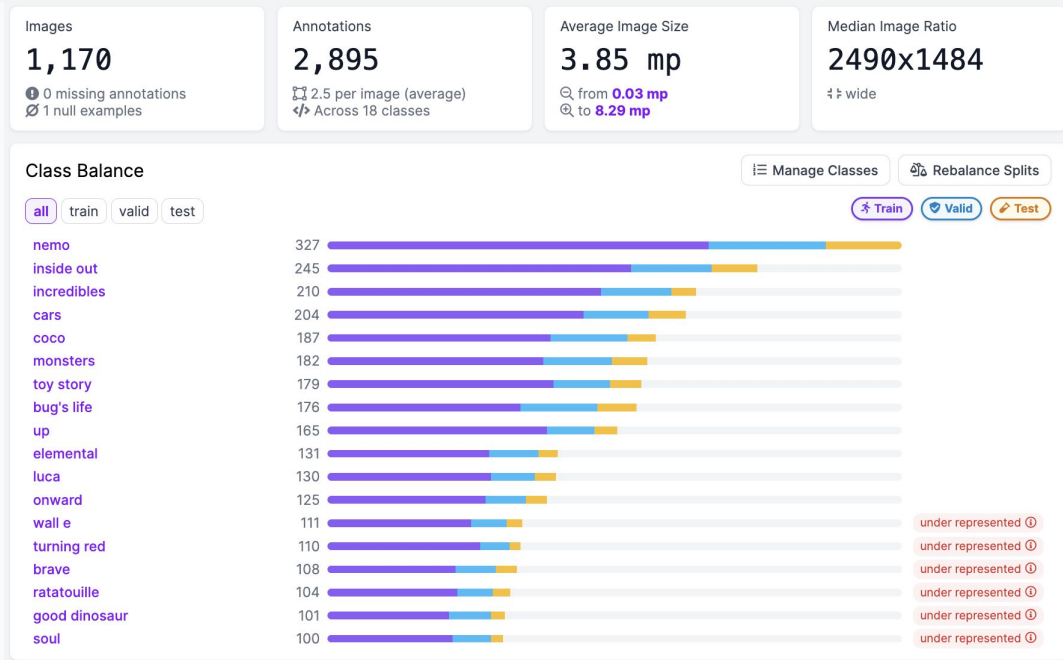 Images
1,170
0 missing annotations
1 null examples
Annotations
2,895
2.5 per image (average)
</> Across 18 classes
Average Image Size
3.85 mp
from 0.03 mp
to 8.29 mp
Median Image Ratio
2490x1484
wide
Class Balance
Manage Classes
Rebalance Splits
all train valid test
Train Valid Test
nemo 327
inside out 245
incredibles 210
cars 204
coco 187
monsters 182
toy story 179
bug's life 176
up 165
elemental 131
luca 130
onward 125
wall e 111 under represented
turning red 110 under represented
brave 108 under represented
ratatouille 104 under represented
good dinosaur 101 under represented
soul 100 under represented